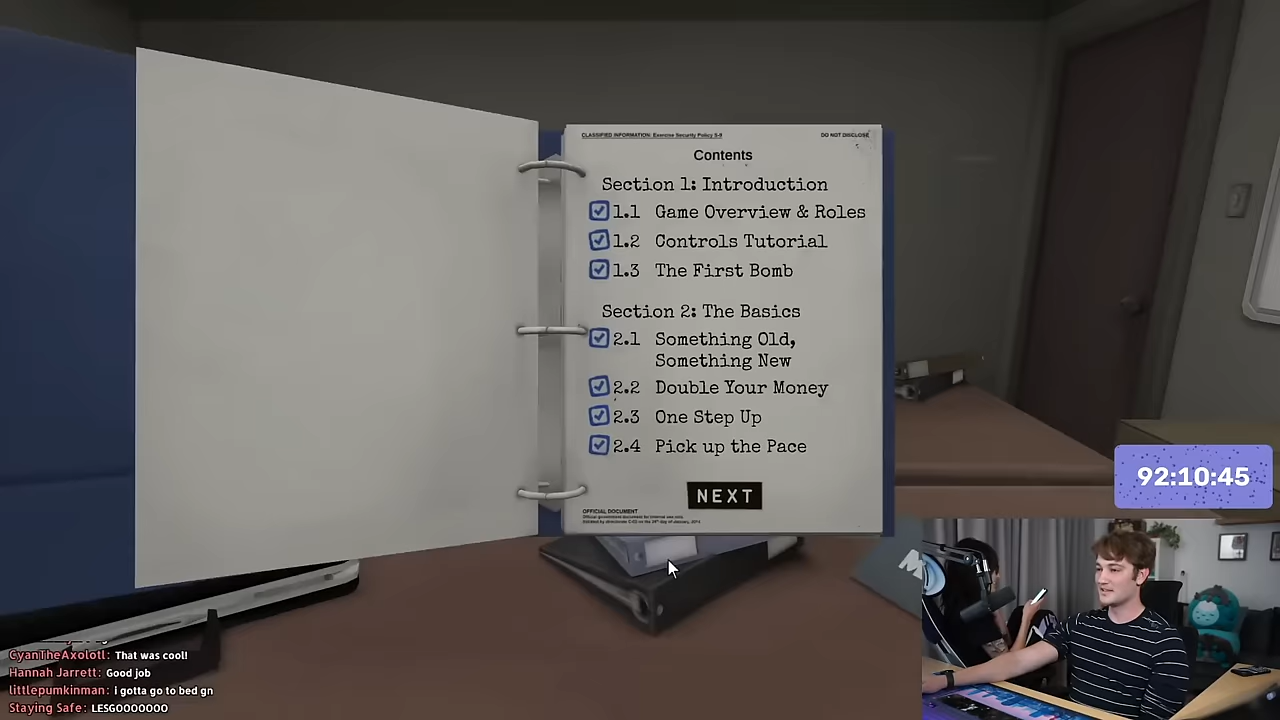 CLASSIFIED INFORMATION: Exercise Security Policy 5-9
DO NOT DISCLOSE
Contents
Section 1: Introduction
1.1 Game Overview & Roles
1.2 Controls Tutorial
1.3 The First Bomb
Section 2: The Basics
2.1 Something Old,
Something New
2.2 Double Your Money
2.3 One Step Up
2.4 Pick up the Pace
NEXT
OFFICIAL DOCUMENT
92:10:45
CyanTheAxolotl: That was cool!
Hannah Jarrett: Good job
littlepumkinman: i gotta go to bed gn
Staying Safe: LESGOOOOOOO